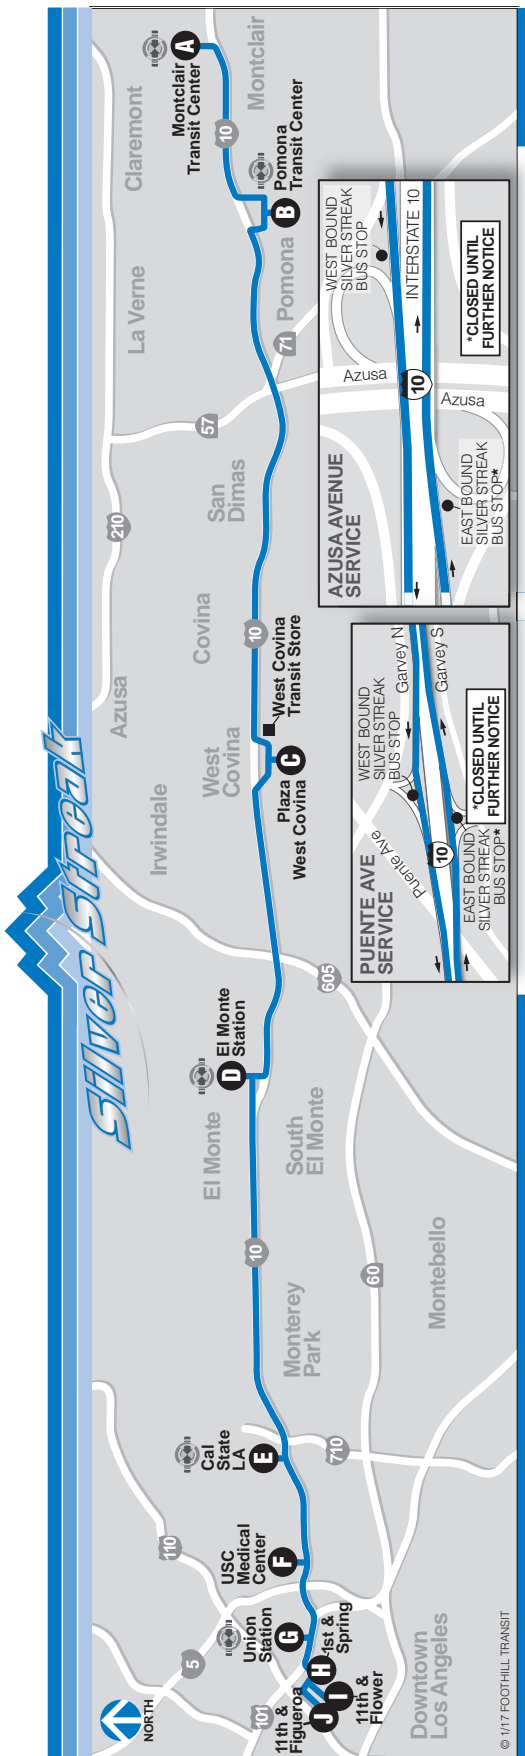 Silver Streak
NORTH
5
101
110
10
710
60
605
10
210
57
71
10
Downtown
Los Angeles
Monterey
Park
Montebello
El Monte
South
El Monte
Irwindale
Azusa
West
Covina
Covina
San
Dimas
La Verne
Pomona
Claremont
Montclair
J
11th &
Figueroa
I
11th &
Flower
H
1st &
Spring
G
Union
Station
F
USC
Medical
Center
E
Cal
State
LA
D
El Monte
Station
C
Plaza
West Covina
West Covina
Transit Store
B
Pomona
Transit Center
A
Montclair
Transit Center
PUENTE AVE
SERVICE
Puente Ave
WEST BOUND
SILVER STREAK
BUS STOP
Garvey N
Garvey S
10
EAST BOUND
SILVER STREAK
BUS STOP*
*CLOSED UNTIL
FURTHER NOTICE
AZUSA AVENUE
SERVICE
Azusa
Azusa
10
WEST BOUND
SILVER STREAK
BUS STOP
INTERSTATE 10
EAST BOUND
SILVER STREAK
BUS STOP*
*CLOSED UNTIL
FURTHER NOTICE
© 1/17 FOOTHILL TRANSIT